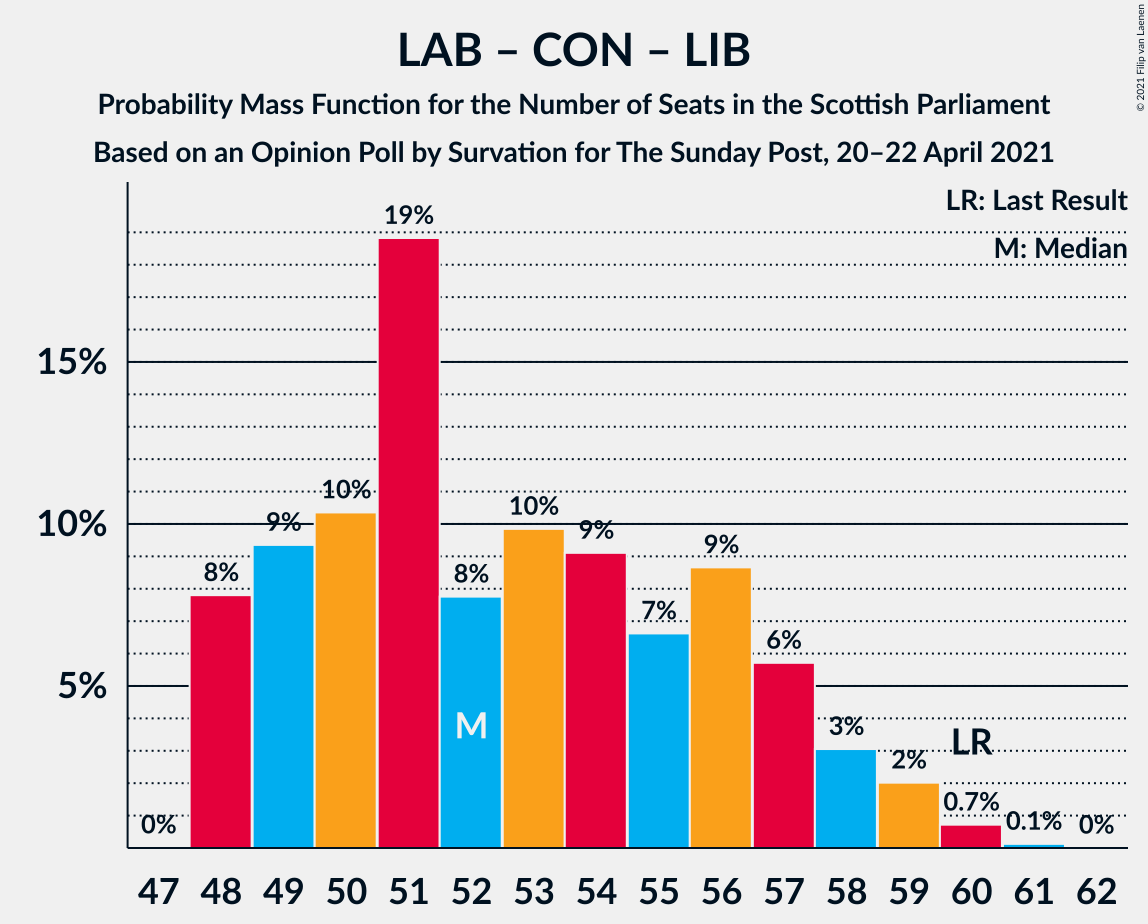 LAB – CON – LIB
Probability Mass Function for the Number of Seats in the Scottish Parliament
Based on an Opinion Poll by Survation for The Sunday Post, 20–22 April 2021
© 2021 Filip van Laenen
LR: Last Result
M: Median
15%
10%
5%
0%
8%
9%
10%
19%
8%
10%
9%
7%
9%
6%
3%
2%
0.7%
0.1%
0%
M
LR
47 48 49 50 51 52 53 54 55 56 57 58 59 60 61 62